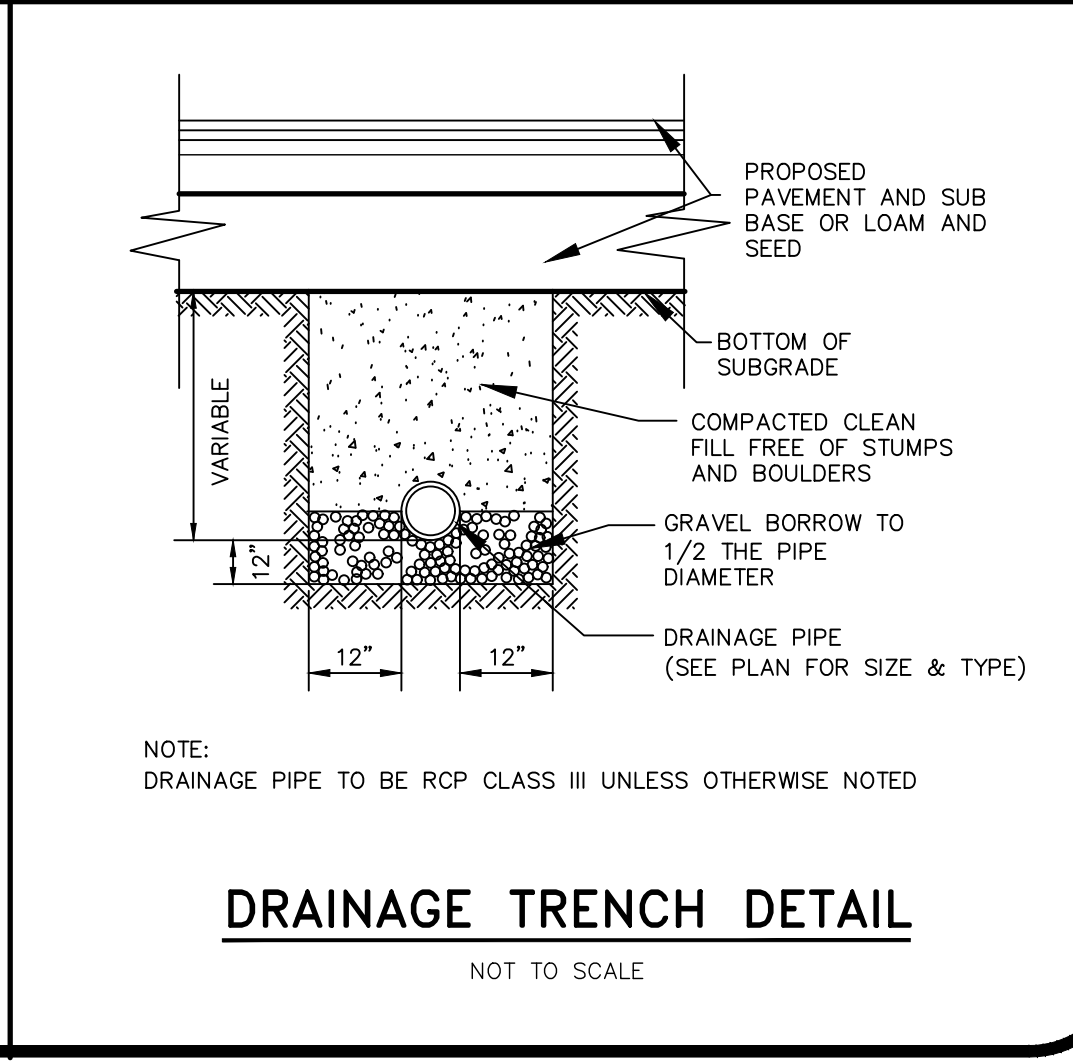 PROPOSED
PAVEMENT AND SUB
BASE OR LOAM AND
SEED
BOTTOM OF
SUBGRADE
VARIABLE
COMPACTED CLEAN
FILL FREE OF STUMPS
AND BOULDERS
GRAVEL BORROW TO
1/2 THE PIPE
DIAMETER
12"
DRAINAGE PIPE
(SEE PLAN FOR SIZE & TYPE)
12"
12"
NOTE:
DRAINAGE PIPE TO BE RCP CLASS III UNLESS OTHERWISE NOTED
DRAINAGE TRENCH DETAIL
NOT TO SCALE